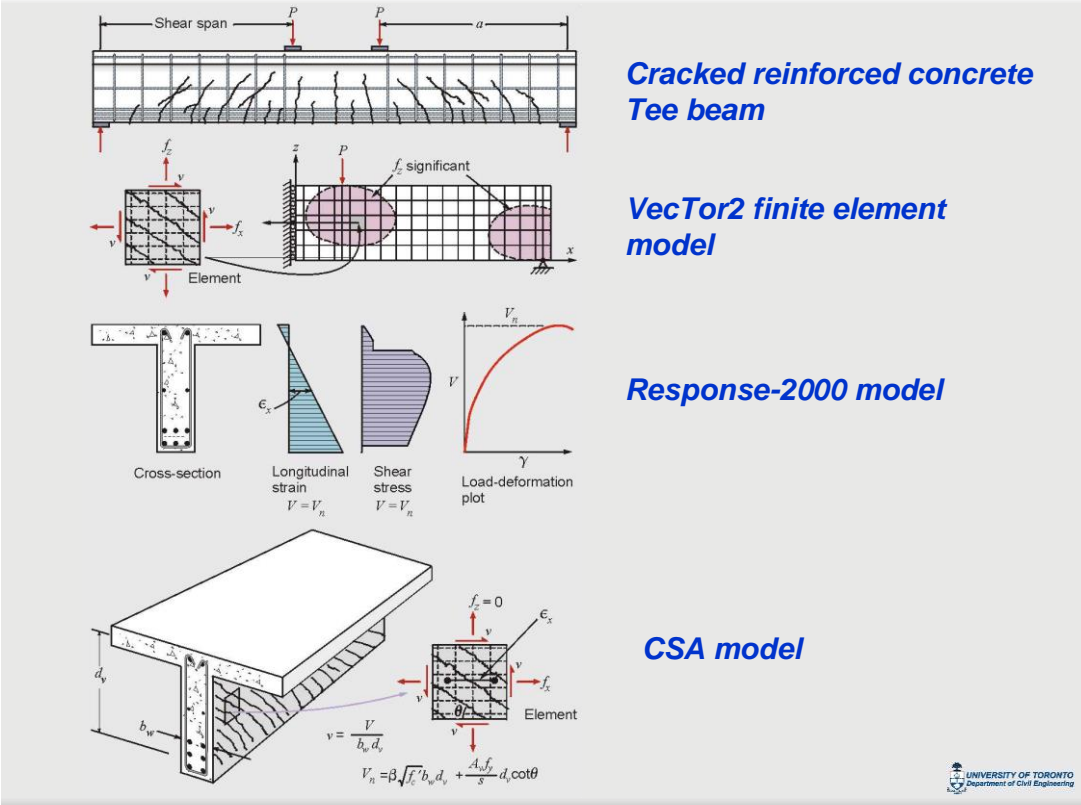 P
P
Shear span
a
Cracked reinforced concrete
Tee beam
f_z
v
v
f_x
v
v
Element
z
P
f_z significant
x
VecTor2 finite element
model
Cross-section
ϵ_x
Longitudinal
strain
V = V_n
Shear
stress
V = V_n
V_n
V
γ
Load-deformation
plot
Response-2000 model
d_v
b_w
f_z = 0
ϵ_x
v
v
f_x
v
θ
v
Element
v = V / b_w d_v
V_n = β√f_c′ b_w d_v + A_v f_y / s d_v cotθ
CSA model
UNIVERSITY OF TORONTO
Department of Civil Engineering